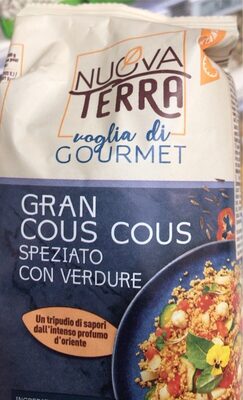 NUOVA
TERRA
voglia di
GOURMET
GRAN
COUS COUS
SPEZIATO
CON VERDURE
Un tripudio di sapori
dall'intenso profumo
d'oriente